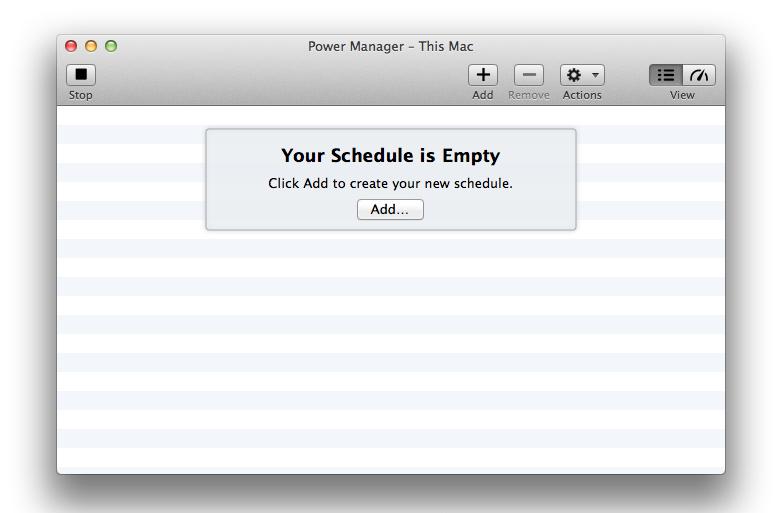 Power Manager – This Mac
Stop
Add
Remove
Actions
View
Your Schedule is Empty
Click Add to create your new schedule.
Add...